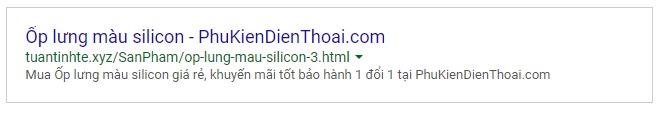 Ốp lưng màu silicon - PhuKienDienThoai.com
tuantinhte.xyz/SanPham/op-lung-mau-silicon-3.html
Mua Ốp lưng màu silicon giá rẻ, khuyến mãi tốt bảo hành 1 đổi 1 tại PhuKienDienThoai.com